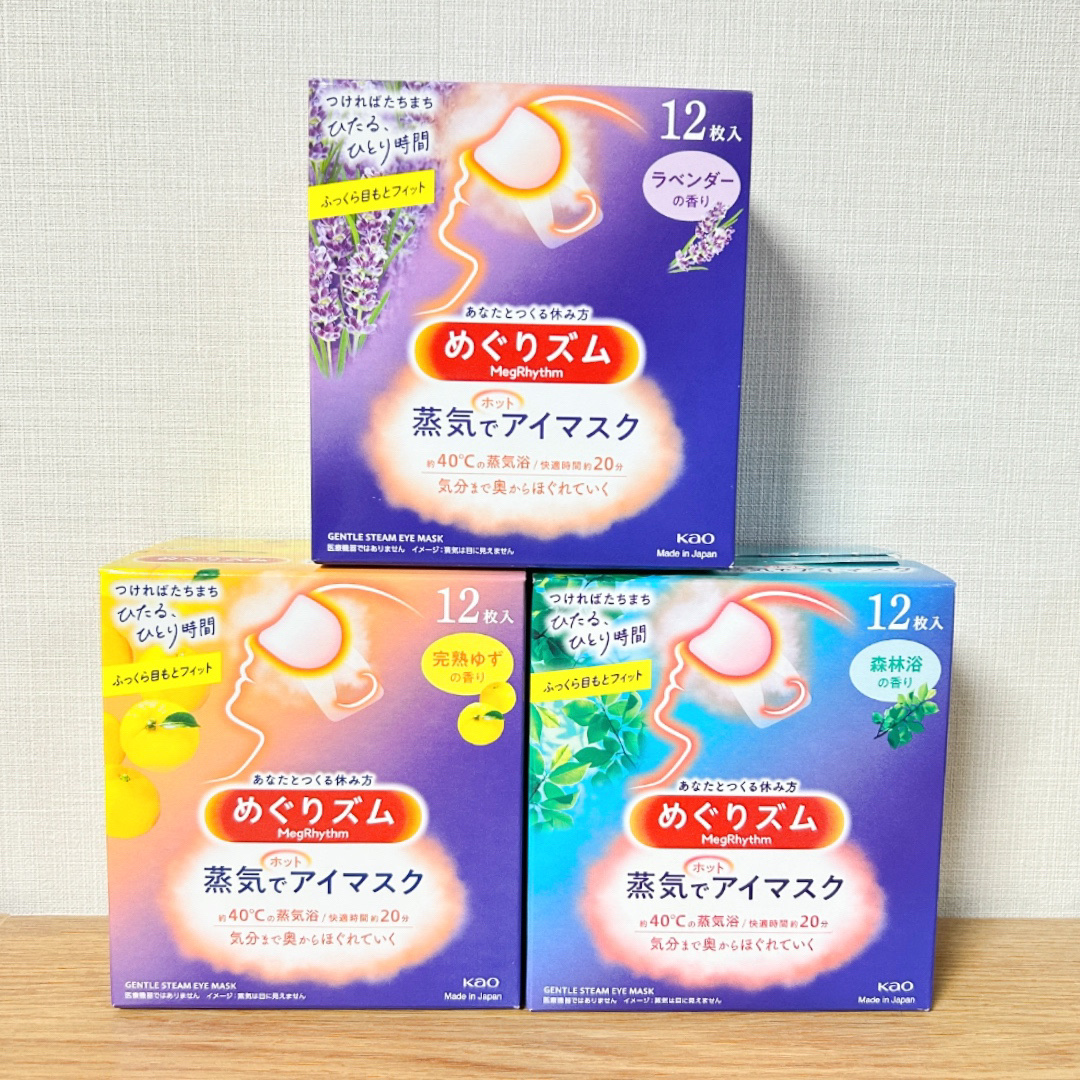 つければたちまち
ひたる、
ひとり時間
ふっくら目もとフィット
12枚入
ラベンダー
の香り
あなたとつくる休み方
めぐりズム
MegRhythm
ホット
蒸気でアイマスク
約40℃の蒸気浴/快適時間約20分
気分まで奥からほぐれていく
GENTLE STEAM EYE MASK
医療機器ではありません イメージ:蒸気は目に見えません
Kao
Made in Japan
つければたちまち
ひたる、
ひとり時間
ふっくら目もとフィット
12枚入
完熟ゆず
の香り
あなたとつくる休み方
めぐりズム
MegRhythm
ホット
蒸気でアイマスク
約40℃の蒸気浴/快適時間約20分
気分まで奥からほぐれていく
GENTLE STEAM EYE MASK
医療機器ではありません イメージ:蒸気は目に見えません
Kao
Made in Japan
蒸気でアイマスク
つければたちまち
ひたる、
ひとり時間
ふっくら目もとフィット
12枚入
森林浴
の香り
あなたとつくる休み方
めぐりズム
MegRhythm
ホット
蒸気でアイマスク
約40℃の蒸気浴/快適時間約20分
気分まで奥からほぐれていく
GENTLE STEAM EYE MASK
医療機器ではありません イメージ:蒸気は目に見えません
Kao
Made in Japan